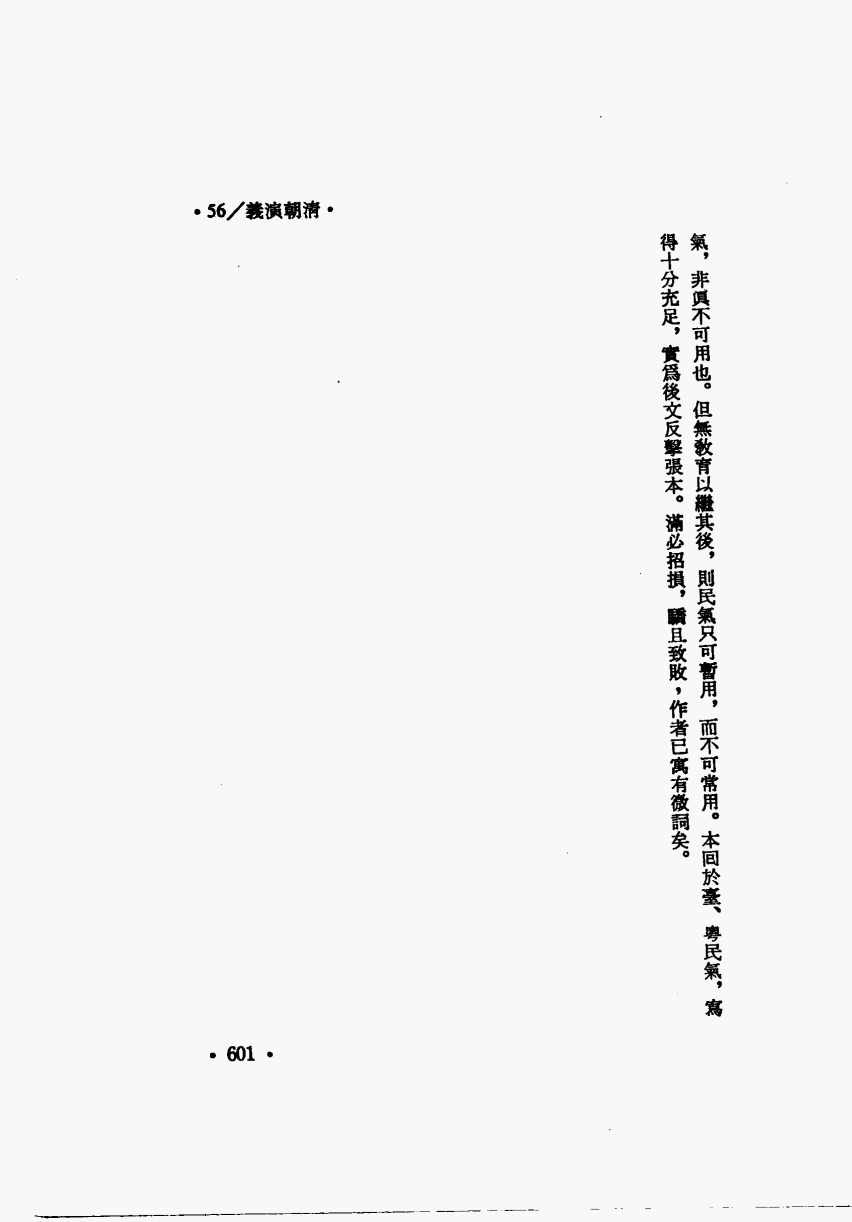 •56／義演朝清•
氣，非眞不可用也。但無敎育以繼其後，則民氣只可暫用，而不可常用。本回於臺、粵民氣，寫
得十分充足，實爲後文反擊張本。滿必招損，驕且致敗，作者已寓有微詞矣。
• 601 •